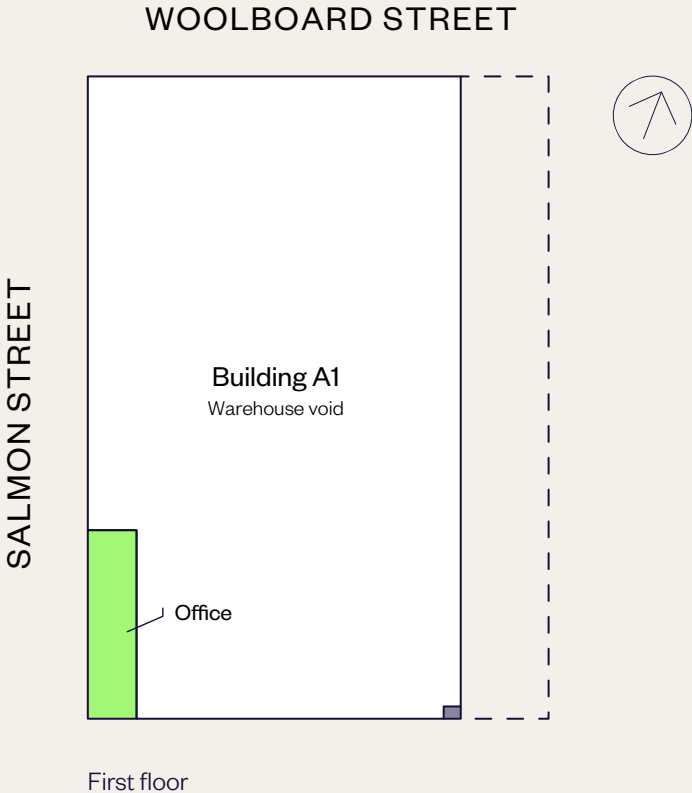 WOOLBOARD STREET
SALMON STREET
Building A1
Warehouse void
Office
First floor